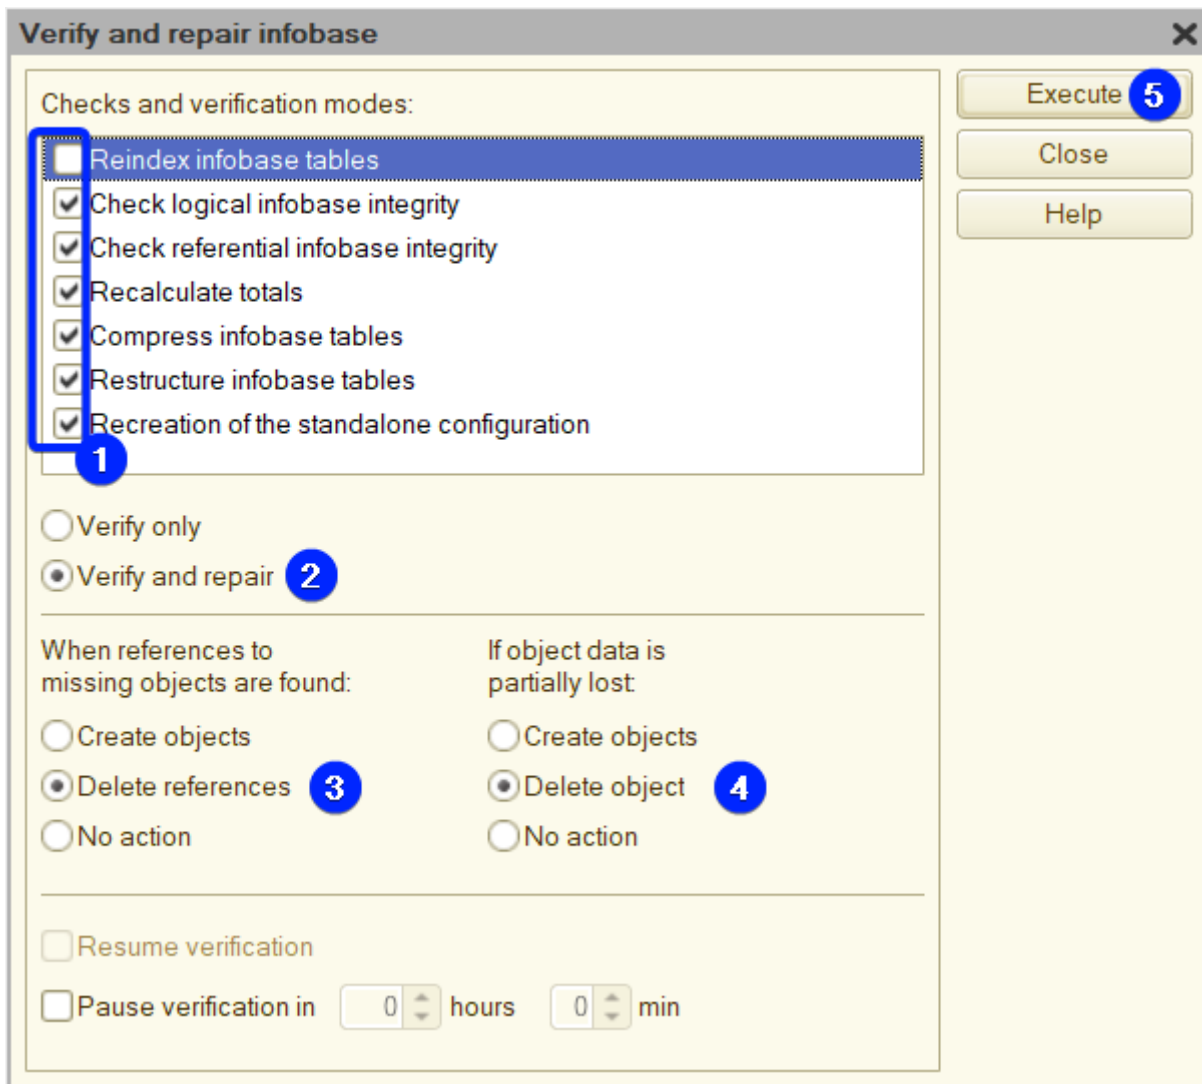 Verify and repair infobase
Checks and verification modes:
Reindex infobase tables
Check logical infobase integrity
Check referential infobase integrity
Recalculate totals
Compress infobase tables
Restructure infobase tables
Recreation of the standalone configuration
1
Verify only
Verify and repair 2
When references to
missing objects are found:
Create objects
Delete references 3
No action
If object data is
partially lost:
Create objects
Delete object 4
No action
Resume verification
Pause verification in 0 hours 0 min
Execute 5
Close
Help